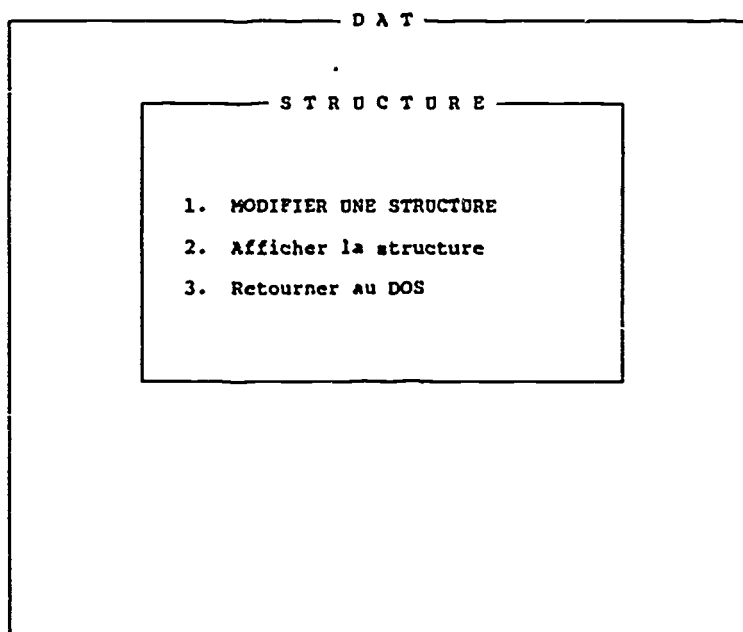 D A T
S T R U C T U R E
1. MODIFIER UNE STRUCTURE
2. Afficher la structure
3. Retourner au DOS